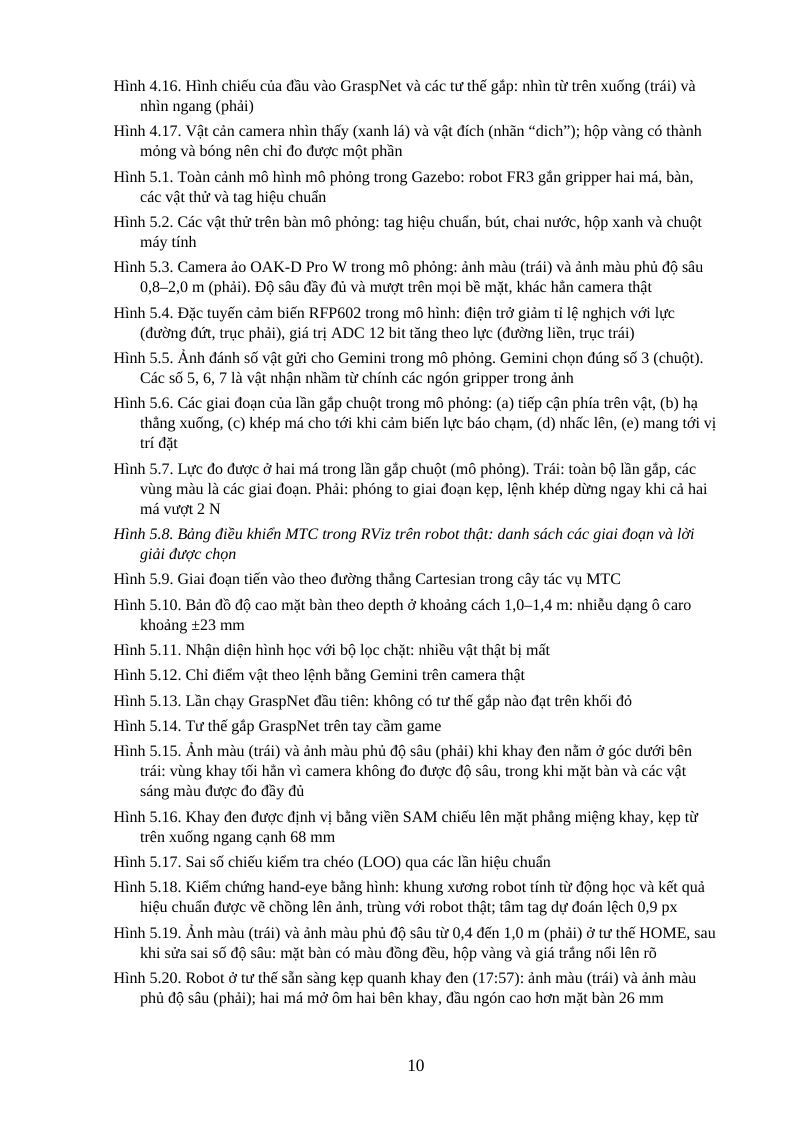 Hình 4.16. Hình chiếu của đầu vào GraspNet và các tư thế gắp: nhìn từ trên xuống (trái) và
nhìn ngang (phải)
Hình 4.17. Vật cản camera nhìn thấy (xanh lá) và vật đích (nhãn “dich”); hộp vàng có thành
mỏng và bóng nên chỉ đo được một phần
Hình 5.1. Toàn cảnh mô hình mô phỏng trong Gazebo: robot FR3 gắn gripper hai má, bàn,
các vật thử và tag hiệu chuẩn
Hình 5.2. Các vật thử trên bàn mô phỏng: tag hiệu chuẩn, bút, chai nước, hộp xanh và chuột
máy tính
Hình 5.3. Camera ảo OAK-D Pro W trong mô phỏng: ảnh màu (trái) và ảnh màu phủ độ sâu
0,8–2,0 m (phải). Độ sâu đầy đủ và mượt trên mọi bề mặt, khác hẳn camera thật
Hình 5.4. Đặc tuyến cảm biến RFP602 trong mô hình: điện trở giảm tỉ lệ nghịch với lực
(đường đứt, trục phải), giá trị ADC 12 bit tăng theo lực (đường liền, trục trái)
Hình 5.5. Ảnh đánh số vật gửi cho Gemini trong mô phỏng. Gemini chọn đúng số 3 (chuột).
Các số 5, 6, 7 là vật nhận nhầm từ chính các ngón gripper trong ảnh
Hình 5.6. Các giai đoạn của lần gắp chuột trong mô phỏng: (a) tiếp cận phía trên vật, (b) hạ
thẳng xuống, (c) khép má cho tới khi cảm biến lực báo chạm, (d) nhấc lên, (e) mang tới vị
trí đặt
Hình 5.7. Lực đo được ở hai má trong lần gắp chuột (mô phỏng). Trái: toàn bộ lần gắp, các
vùng màu là các giai đoạn. Phải: phóng to giai đoạn kẹp, lệnh khép dừng ngay khi cả hai
má vượt 2 N
Hình 5.8. Bảng điều khiển MTC trong RViz trên robot thật: danh sách các giai đoạn và lời
giải được chọn
Hình 5.9. Giai đoạn tiến vào theo đường thẳng Cartesian trong cây tác vụ MTC
Hình 5.10. Bản đồ độ cao mặt bàn theo depth ở khoảng cách 1,0–1,4 m: nhiễu dạng ô caro
khoảng ±23 mm
Hình 5.11. Nhận diện hình học với bộ lọc chặt: nhiều vật thật bị mất
Hình 5.12. Chỉ điểm vật theo lệnh bằng Gemini trên camera thật
Hình 5.13. Lần chạy GraspNet đầu tiên: không có tư thế gắp nào đạt trên khối đỏ
Hình 5.14. Tư thế gắp GraspNet trên tay cầm game
Hình 5.15. Ảnh màu (trái) và ảnh màu phủ độ sâu (phải) khi khay đen nằm ở góc dưới bên
trái: vùng khay tối hẳn vì camera không đo được độ sâu, trong khi mặt bàn và các vật
sáng màu được đo đầy đủ
Hình 5.16. Khay đen được định vị bằng viền SAM chiếu lên mặt phẳng miệng khay, kẹp từ
trên xuống ngang cạnh 68 mm
Hình 5.17. Sai số chiếu kiểm tra chéo (LOO) qua các lần hiệu chuẩn
Hình 5.18. Kiểm chứng hand-eye bằng hình: khung xương robot tính từ động học và kết quả
hiệu chuẩn được vẽ chồng lên ảnh, trùng với robot thật; tâm tag dự đoán lệch 0,9 px
Hình 5.19. Ảnh màu (trái) và ảnh màu phủ độ sâu từ 0,4 đến 1,0 m (phải) ở tư thế HOME, sau
khi sửa sai số độ sâu: mặt bàn có màu đồng đều, hộp vàng và giá trắng nổi lên rõ
Hình 5.20. Robot ở tư thế sẵn sàng kẹp quanh khay đen (17:57): ảnh màu (trái) và ảnh màu
phủ độ sâu (phải); hai má mở ôm hai bên khay, đầu ngón cao hơn mặt bàn 26 mm
10